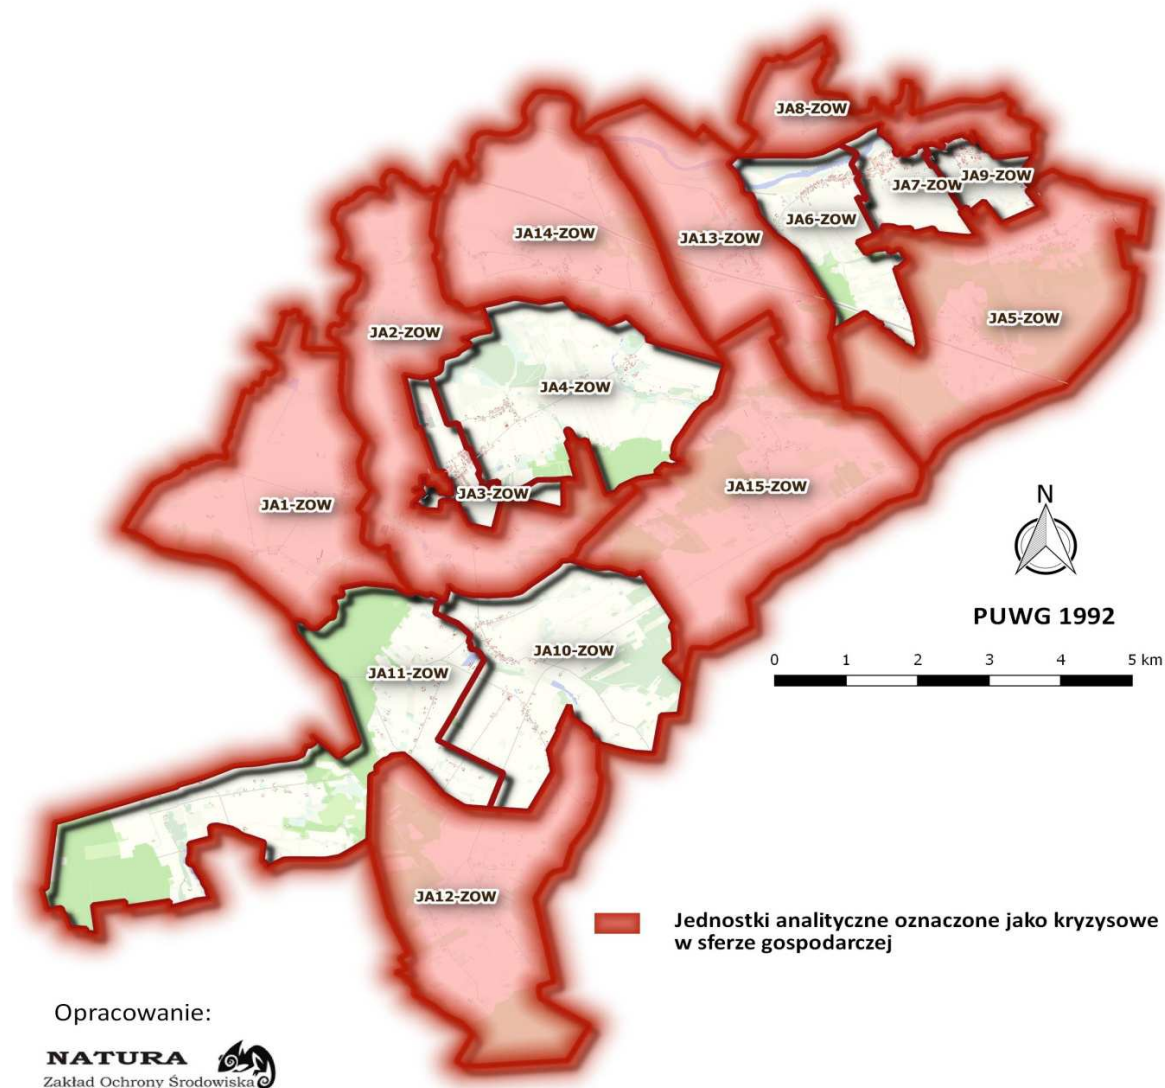 JA8-ZOW
JA9-ZOW
JA7-ZOW
JA6-ZOW
JA14-ZOW
JA13-ZOW
JA5-ZOW
JA2-ZOW
JA4-ZOW
JA15-ZOW
JA3-ZOW
JA1-ZOW
N
PUWG 1992
0 1 2 3 4 5 km
JA10-ZOW
JA11-ZOW
JA12-ZOW
Jednostki analityczne oznaczone jako kryzysowe
w sferze gospodarczej
Opracowanie:
NATURA
Zakład Ochrony Środowiska